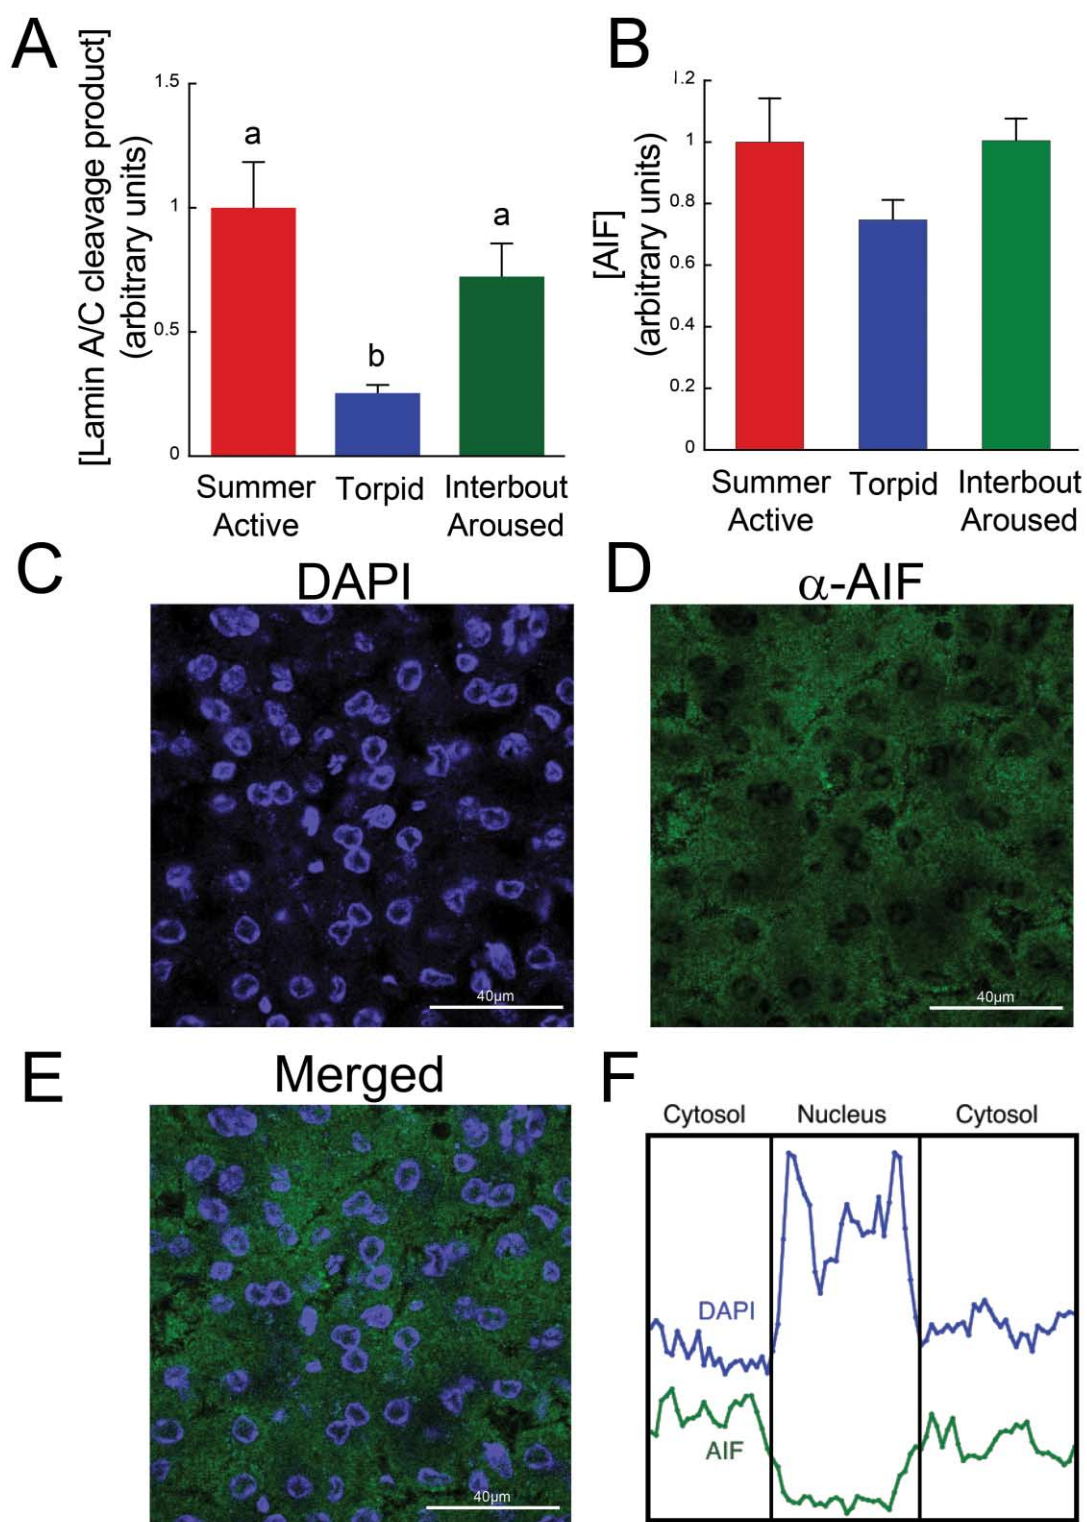 A
[Lamin A/C cleavage product]
(arbitrary units)
1.5
1
0.5
0
a
b
a
Summer
Active
Torpid
Interbout
Aroused
B
[AIF]
(arbitrary units)
1.2
1
0.8
0.6
0.4
0.2
0
Summer
Active
Torpid
Interbout
Aroused
C
DAPI
40µm
D
α-AIF
40µm
E
Merged
40µm
F
Cytosol
Nucleus
Cytosol
DAPI
AIF